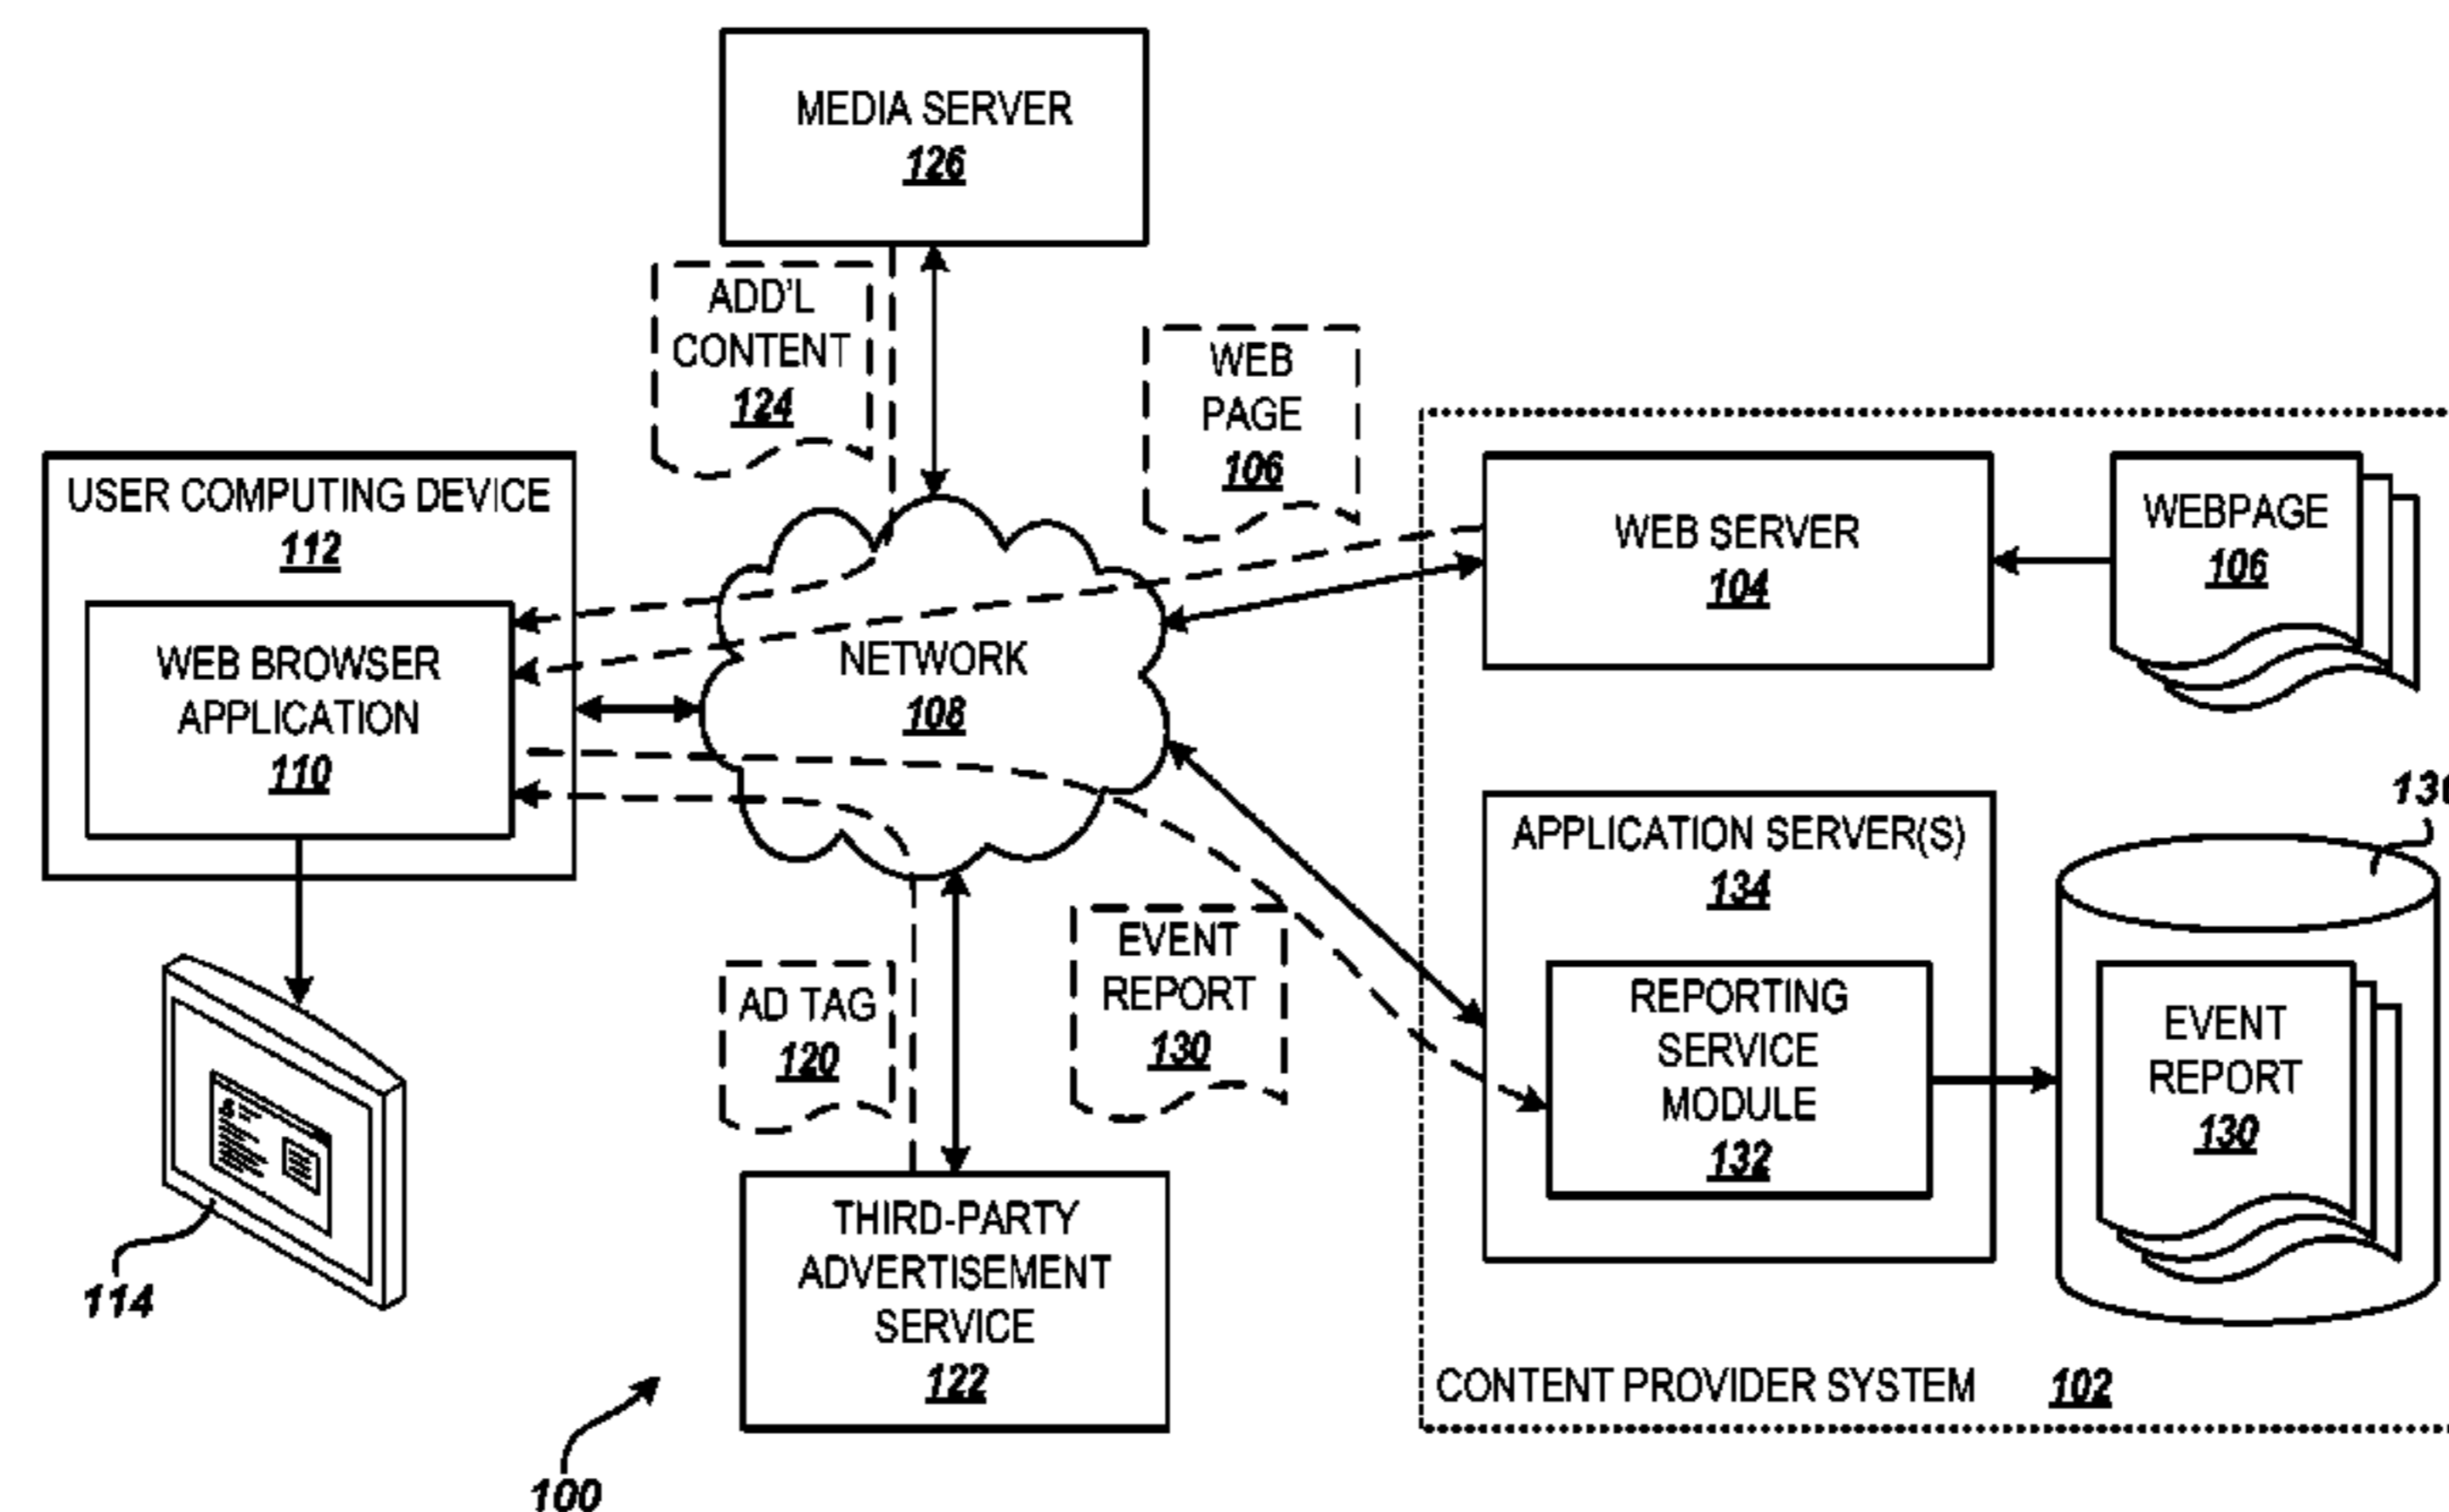 MEDIA SERVER
126
ADD'L
CONTENT
124
WEB
PAGE
106
USER COMPUTING DEVICE
112
WEB BROWSER
APPLICATION
110
NETWORK
108
WEB SERVER
104
WEBPAGE
106
APPLICATION SERVER(S)
134
REPORTING
SERVICE
MODULE
132
EVENT
REPORT
130
AD TAG
120
EVENT
REPORT
130
THIRD-PARTY
ADVERTISEMENT
SERVICE
122
114
100
CONTENT PROVIDER SYSTEM 102